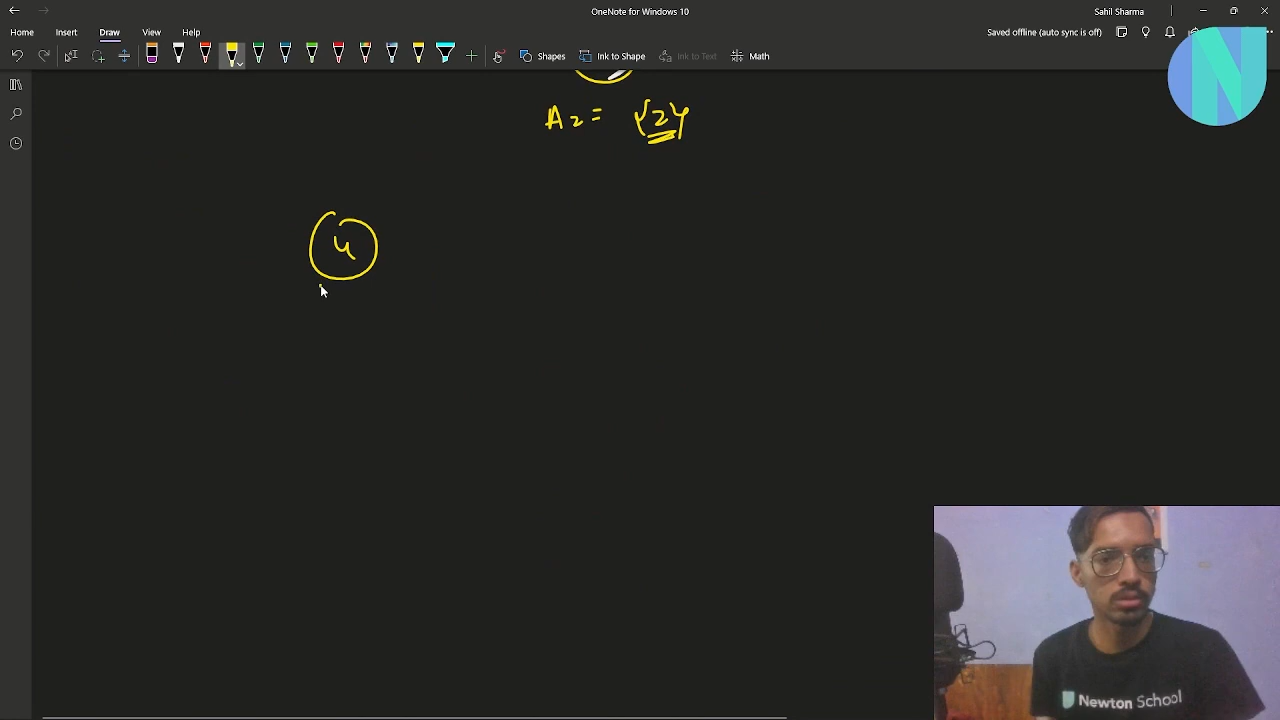 OneNote for Windows 10
Sahil Sharma
Home Insert Draw View Help
Saved offline (auto sync is off)
Shapes Ink to Shape Ink to Text Math
N
A2 = {2}
4
Newton School